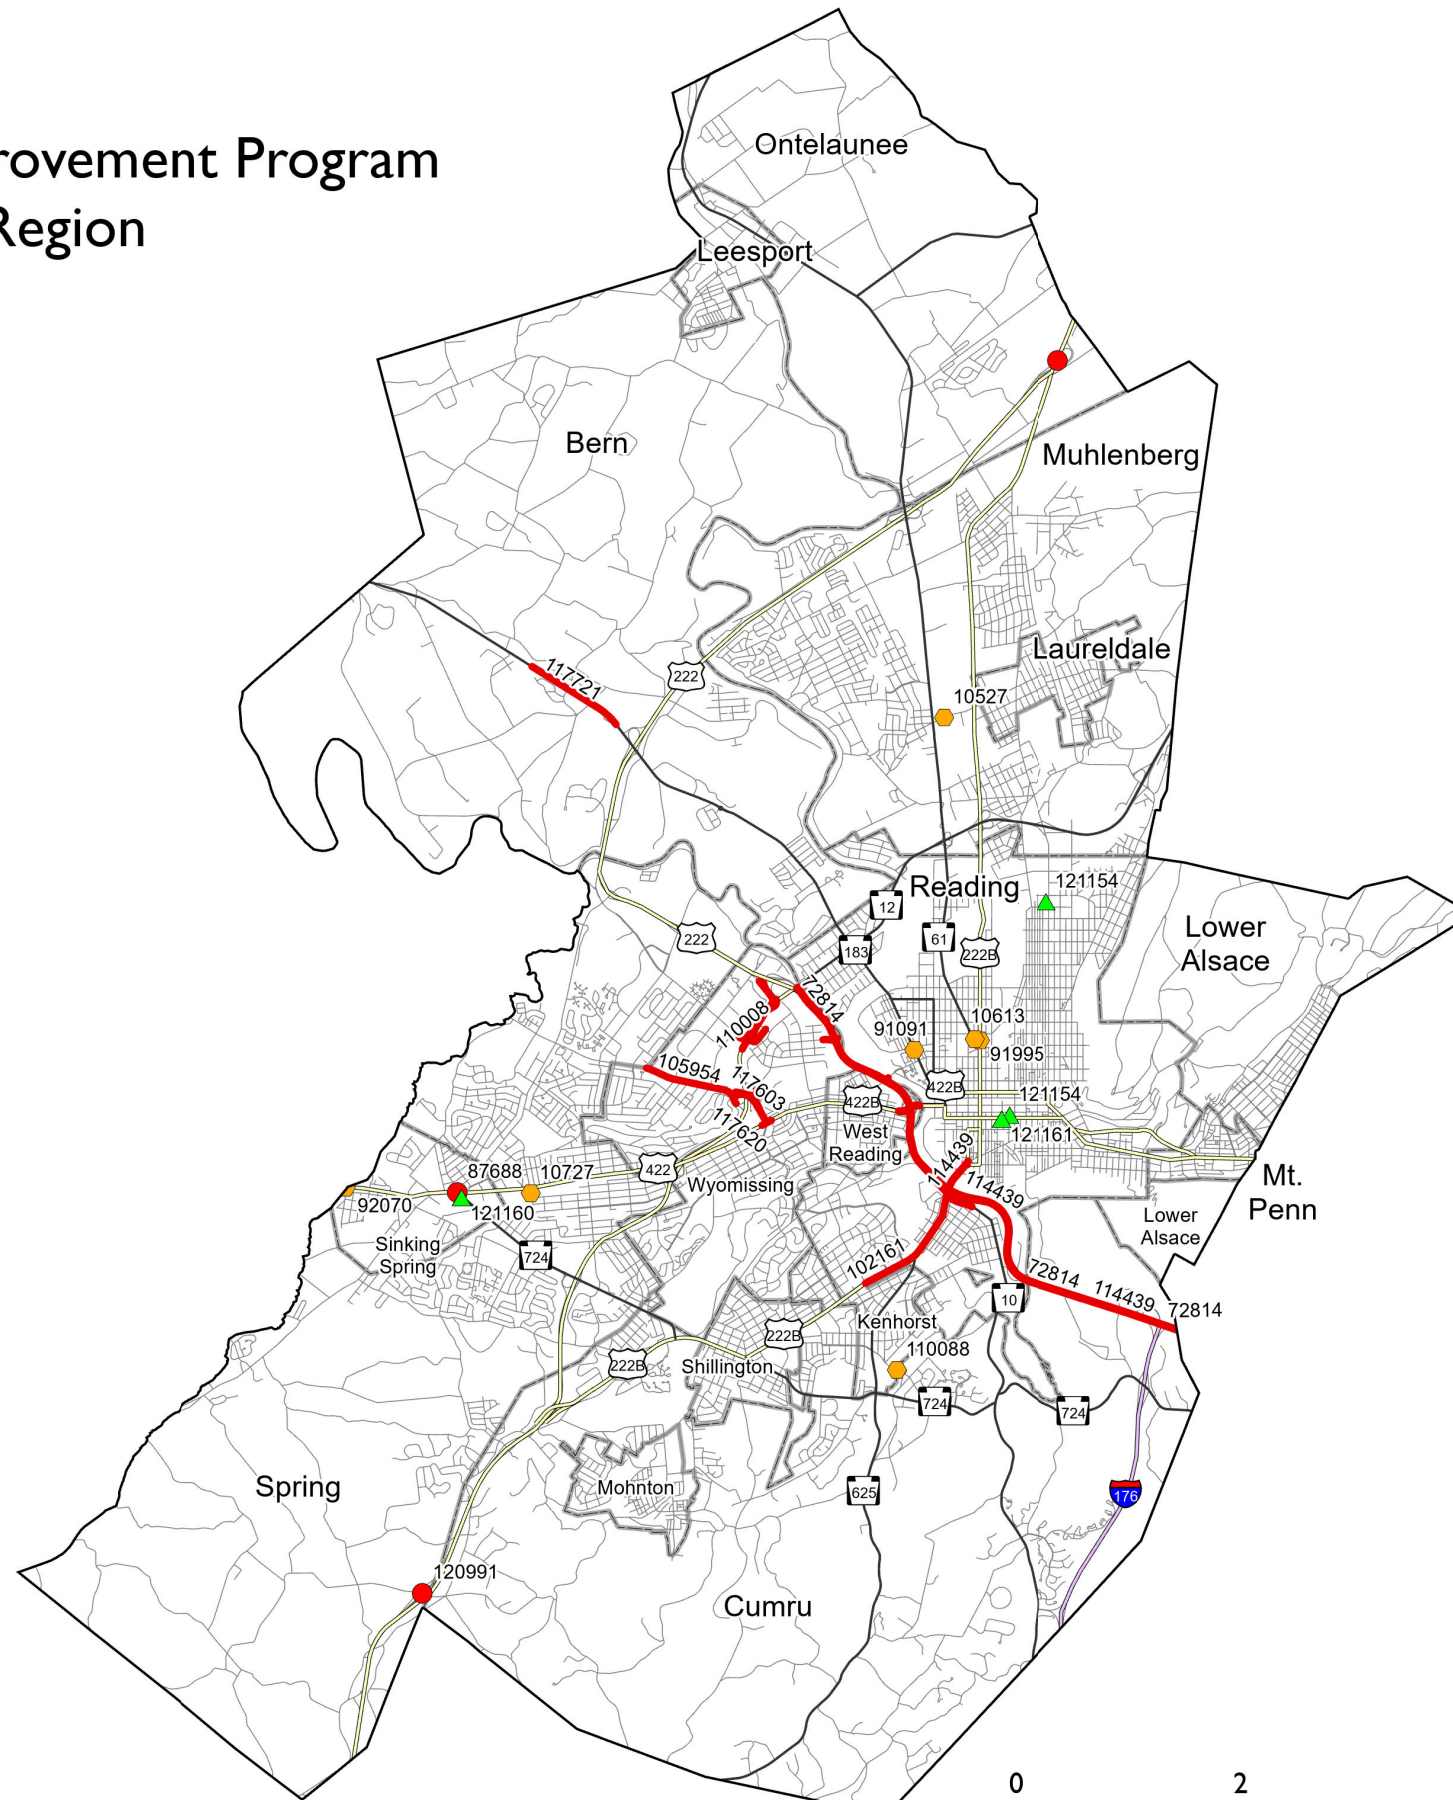 rovement Program
Region
Ontelaunee
Leesport
Bern
Muhlenberg
Laureldale
117721
222
10527
Reading
121154
12
Lower
Alsace
222
183
61
222B
72814
110008
10613
91091
91995
105954
117603
422B
422B
121154
117620
West
Reading
121161
114439
87688
10727
422
Wyomissing
114439
Mt.
Penn
92070
121160
Lower
Alsace
Sinking
Spring
724
102161
72814
114439
72814
10
Kenhorst
222B
110088
222B
Shillington
724
724
Spring
Mohnton
625
176
120991
Cumru
0
2